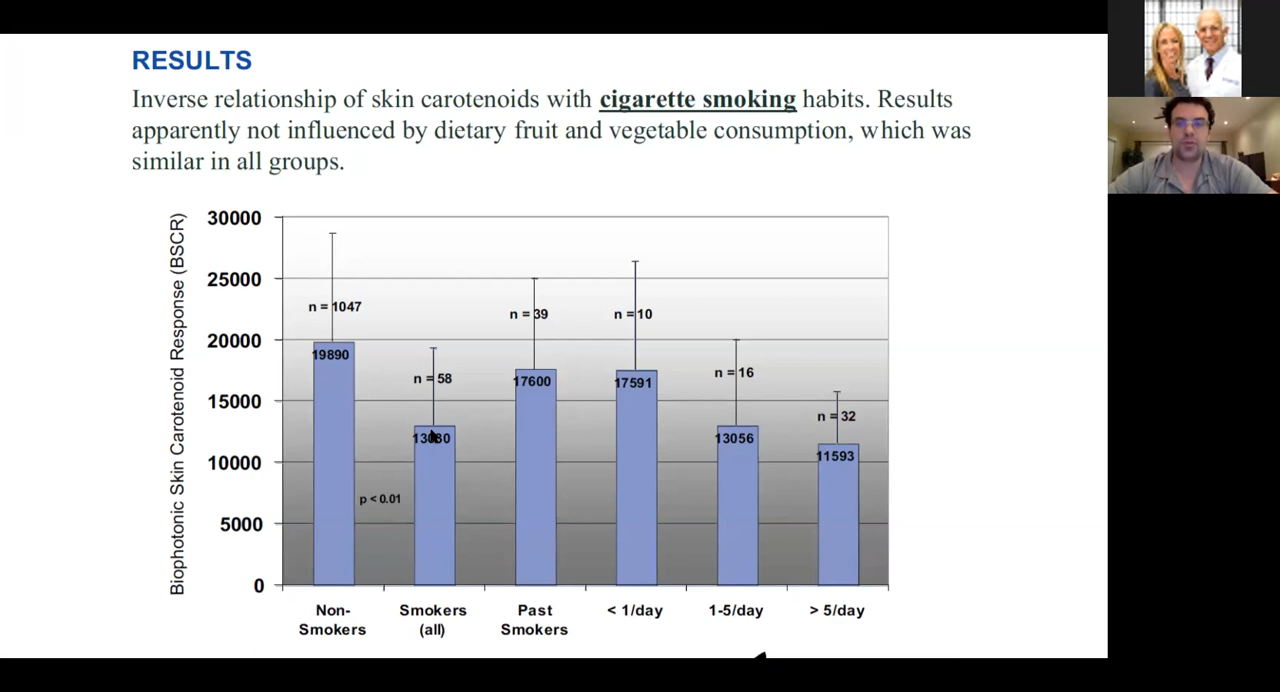 RESULTS
Inverse relationship of skin carotenoids with cigarette smoking habits. Results
apparently not influenced by dietary fruit and vegetable consumption, which was
similar in all groups.
Biophotonic Skin Carotenoid Response (BSCR)
30000
25000
20000
15000
10000
5000
0
n = 1047
19890
n = 58
p < 0.01
n = 39
17600
n = 10
17591
n = 16
13056
n = 32
11593
Non-
Smokers
Smokers
(all)
Past
Smokers
< 1/day
1-5/day
> 5/day